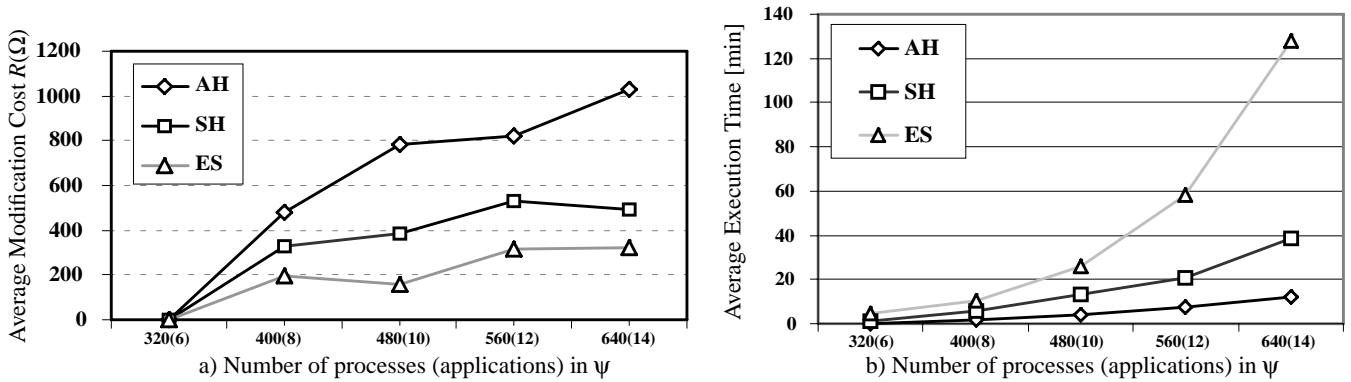 Average Modification Cost R(Ω)
1200
1000
800
600
400
200
0
AH
SH
ES
320(6) 400(8) 480(10) 560(12) 640(14)
a) Number of processes (applications) in ψ
Average Execution Time [min]
140
120
100
80
60
40
20
0
AH
SH
ES
320(6) 400(8) 480(10) 560(12) 640(14)
b) Number of processes (applications) in ψ